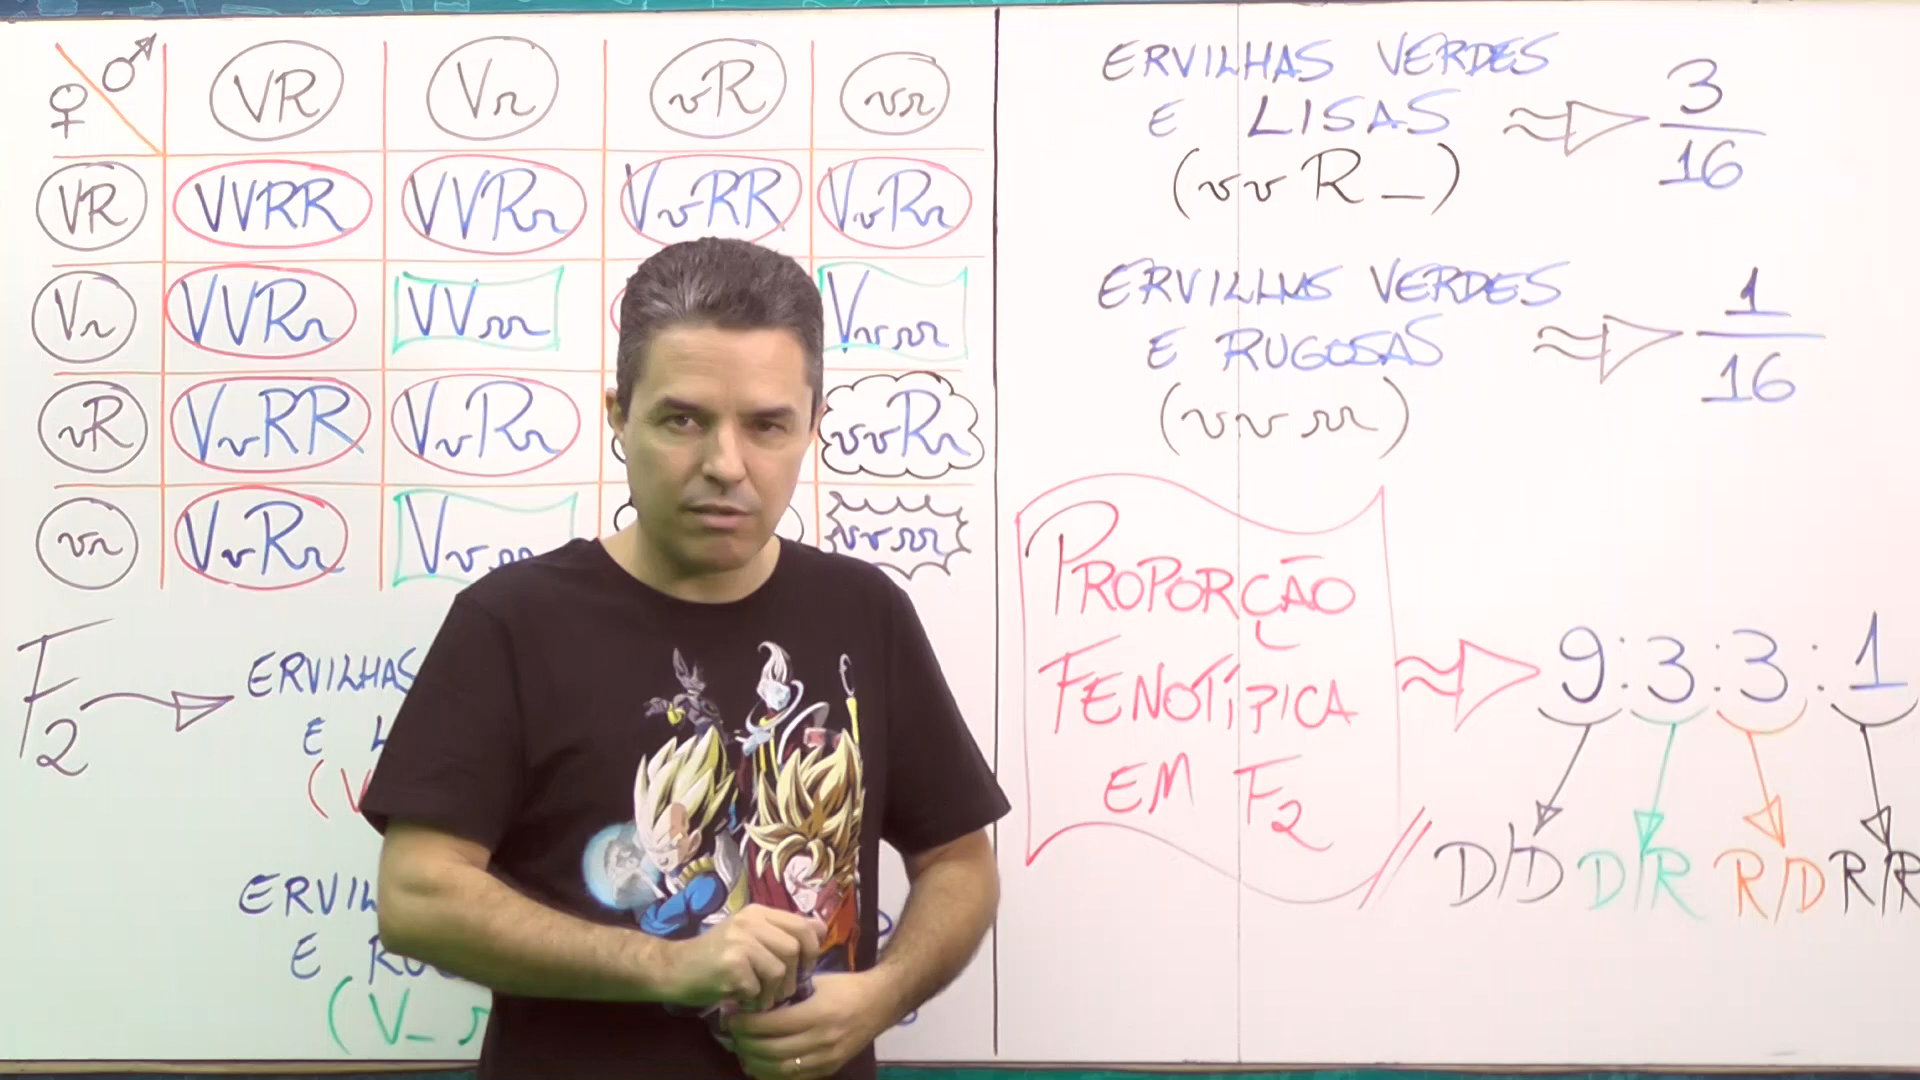 VR Vr vR vr
VR VVRR VVRr VvRR VvRr
Vr VVRr VVrr Vvrr
vR VvRR VvRr vvRr
vr VvRr Vvrr vvrr
F2 ERVILHAS
E L
(V
E
(V_ r
ERVILHAS VERDES
E LISAS
(vvR_)
3
16
ERVILHAS VERDES
E RUGOSAS
(vvrr)
1
16
PROPORÇÃO
FENOTÍPICA
EM F2
9:3:3:1
D/D D/R R/D R/R